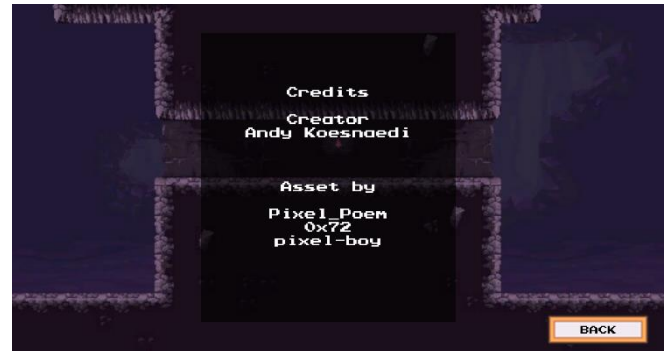 Credits
Creator
Andy Koesnaedi
Asset by
Pixel_Poem
0x72
pixel-boy
BACK